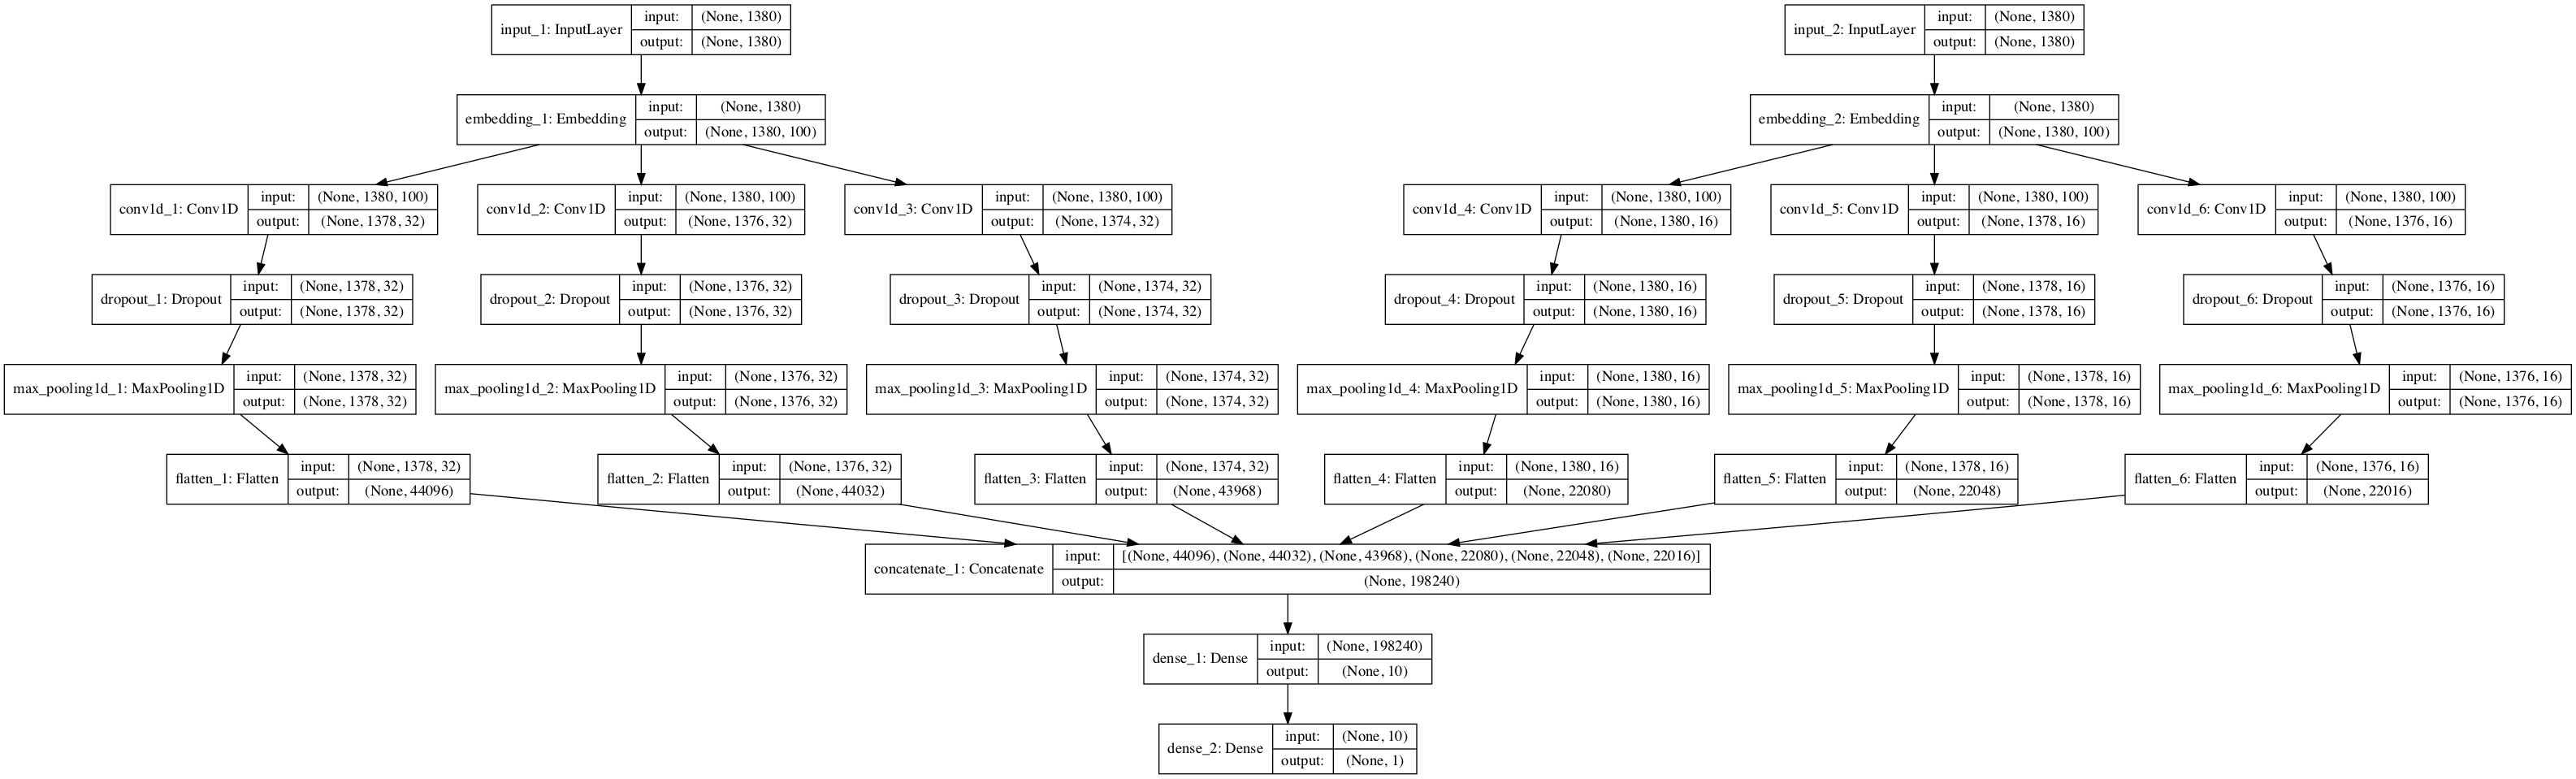 input_1: InputLayer input: (None, 1380) output: (None, 1380)
input_2: InputLayer input: (None, 1380) output: (None, 1380)
embedding_1: Embedding input: (None, 1380) output: (None, 1380, 100)
embedding_2: Embedding input: (None, 1380) output: (None, 1380, 100)
conv1d_1: Conv1D input: (None, 1380, 100) output: (None, 1378, 32)
conv1d_2: Conv1D input: (None, 1380, 100) output: (None, 1376, 32)
conv1d_3: Conv1D input: (None, 1380, 100) output: (None, 1374, 32)
conv1d_4: Conv1D input: (None, 1380, 100) output: (None, 1380, 16)
conv1d_5: Conv1D input: (None, 1380, 100) output: (None, 1378, 16)
conv1d_6: Conv1D input: (None, 1380, 100) output: (None, 1376, 16)
dropout_1: Dropout input: (None, 1378, 32) output: (None, 1378, 32)
dropout_2: Dropout input: (None, 1376, 32) output: (None, 1376, 32)
dropout_3: Dropout input: (None, 1374, 32) output: (None, 1374, 32)
dropout_4: Dropout input: (None, 1380, 16) output: (None, 1380, 16)
dropout_5: Dropout input: (None, 1378, 16) output: (None, 1378, 16)
dropout_6: Dropout input: (None, 1376, 16) output: (None, 1376, 16)
max_pooling1d_1: MaxPooling1D input: (None, 1378, 32) output: (None, 1378, 32)
max_pooling1d_2: MaxPooling1D input: (None, 1376, 32) output: (None, 1376, 32)
max_pooling1d_3: MaxPooling1D input: (None, 1374, 32) output: (None, 1374, 32)
max_pooling1d_4: MaxPooling1D input: (None, 1380, 16) output: (None, 1380, 16)
max_pooling1d_5: MaxPooling1D input: (None, 1378, 16) output: (None, 1378, 16)
max_pooling1d_6: MaxPooling1D input: (None, 1376, 16) output: (None, 1376, 16)
flatten_1: Flatten input: (None, 1378, 32) output: (None, 44096)
flatten_2: Flatten input: (None, 1376, 32) output: (None, 44032)
flatten_3: Flatten input: (None, 1374, 32) output: (None, 43968)
flatten_4: Flatten input: (None, 1380, 16) output: (None, 22080)
flatten_5: Flatten input: (None, 1378, 16) output: (None, 22048)
flatten_6: Flatten input: (None, 1376, 16) output: (None, 22016)
concatenate_1: Concatenate input: [(None, 44096), (None, 44032), (None, 43968), (None, 22080), (None, 22048), (None, 22016)] output: (None, 198240)
dense_1: Dense input: (None, 198240) output: (None, 10)
dense_2: Dense input: (None, 10) output: (None, 1)